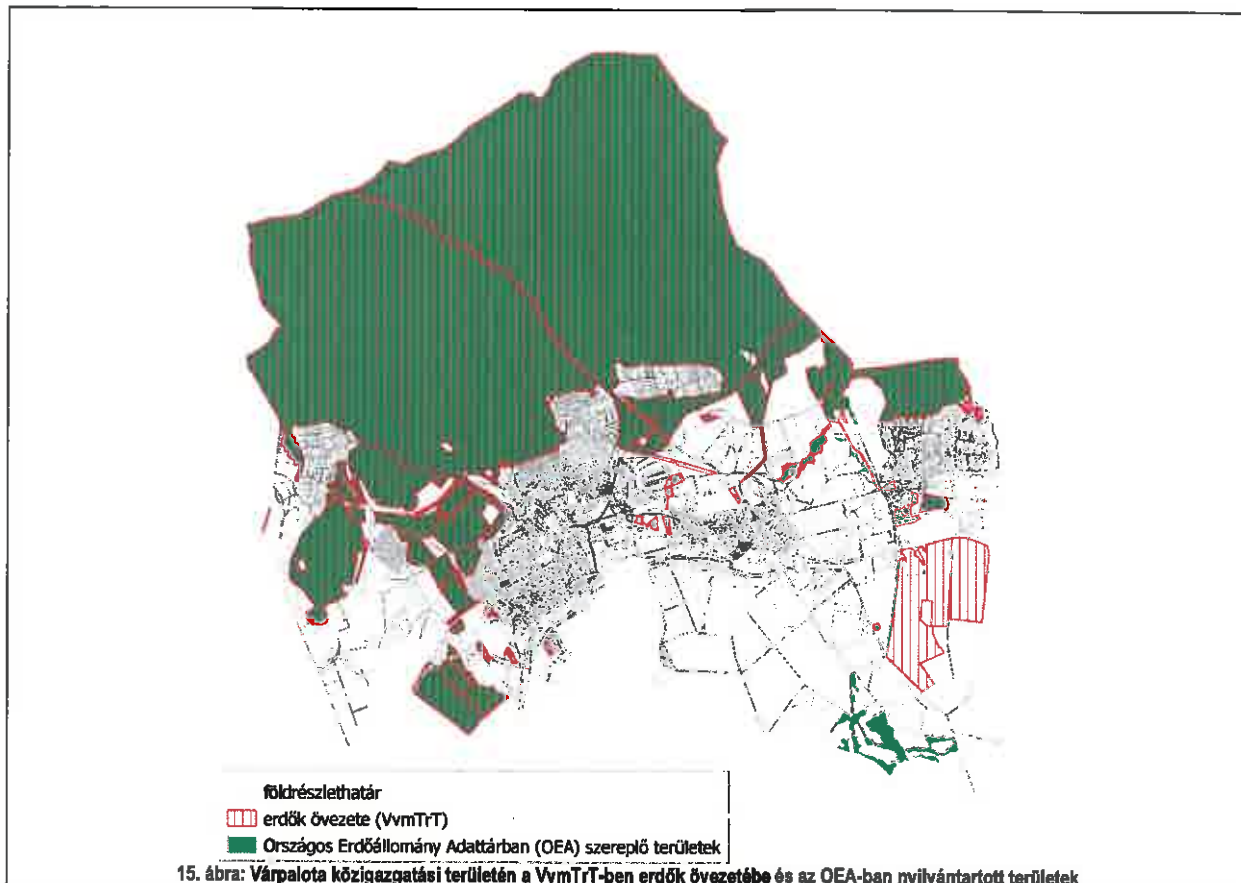 földrészlethatár
erdők övezete (VvmTrT)
Országos Erdőállomány Adattárban (OEA) szereplő területek
15. ábra: Várpalota közigazgatási területén a VvmTrT-ben erdők övezetébe és az OEA-ban nyilvántartott területek